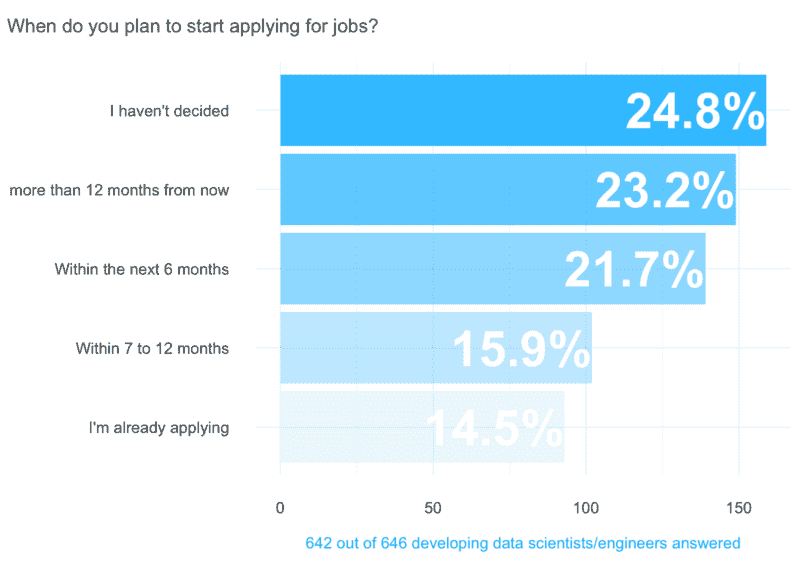 When do you plan to start applying for jobs?
I haven't decided
24.8%
more than 12 months from now
23.2%
Within the next 6 months
21.7%
Within 7 to 12 months
15.9%
I'm already applying
14.5%
0 50 100 150
642 out of 646 developing data scientists/engineers answered